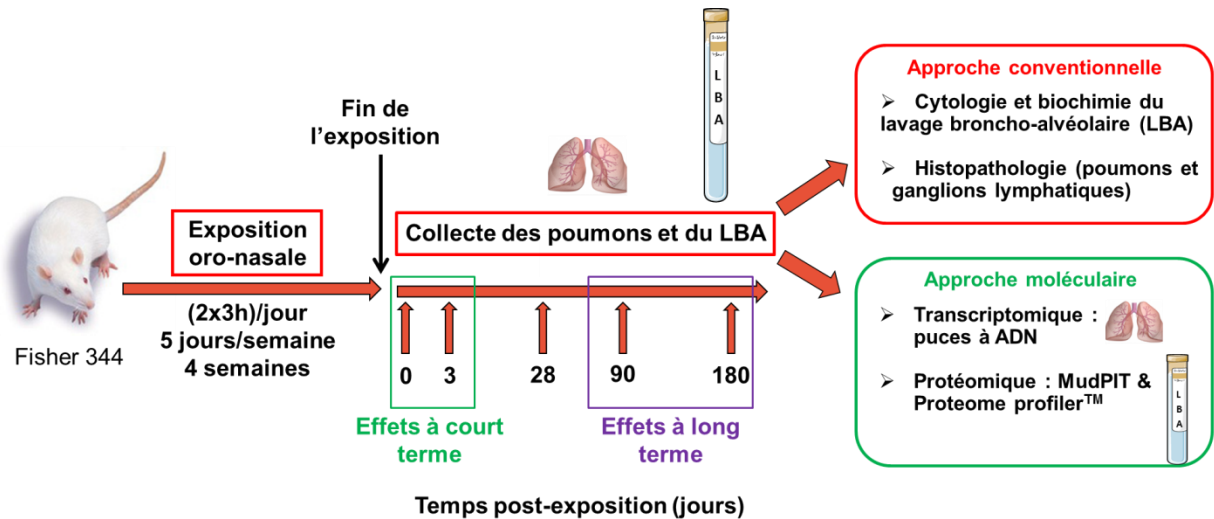 Fin de
l’exposition
Exposition
oro-nasale
(2x3h)/jour
5 jours/semaine
4 semaines
Fisher 344
L
B
A
Collecte des poumons et du LBA
0
3
28
90
180
Effets à court
terme
Effets à long
terme
Temps post-exposition (jours)
Approche conventionnelle
➢ Cytologie et biochimie du
lavage broncho-alvéolaire (LBA)
➢ Histopathologie (poumons et
ganglions lymphatiques)
Approche moléculaire
➢ Transcriptomique :
puces à ADN
➢ Protéomique : MudPIT &
Proteome profiler™
L
B
A